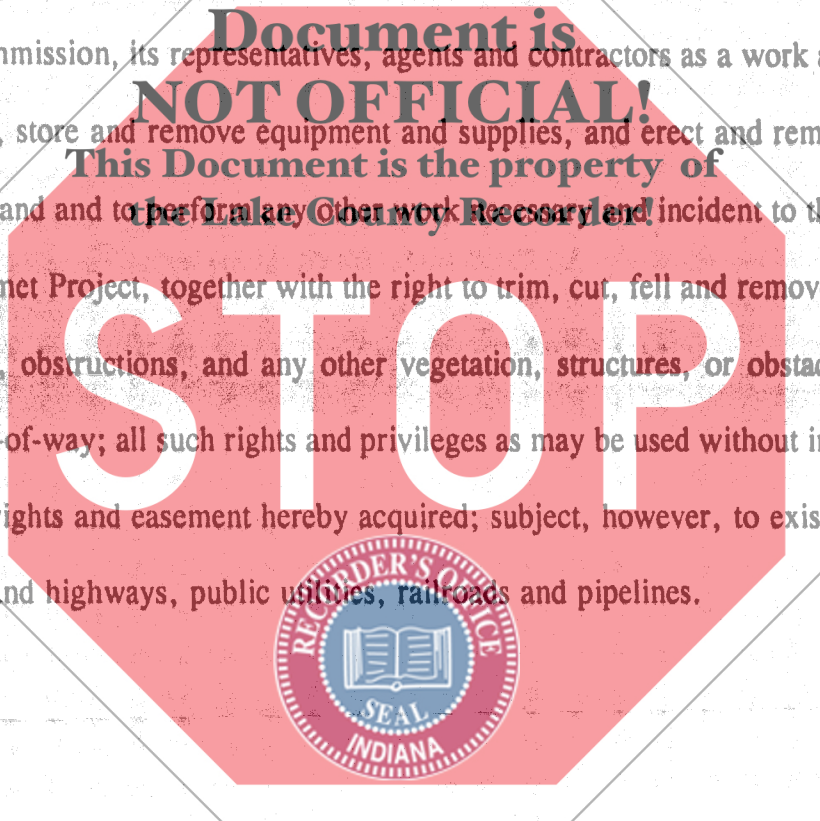 Document is
mmission, its representatives, agents and contractors as a work
NOT OFFICIAL!
, store and remove equipment and supplies, and erect and rem
This Document is the property of
and and to perform any other work necessary and incident to th
the Lake County Recorder!
net Project, together with the right to trim, cut, fell and remov
STOP
, obstructions, and any other vegetation, structures, or obstac
-of-way; all such rights and privileges as may be used without in
ights and easement hereby acquired; subject, however, to exis
nd highways, public utilities, railroads and pipelines.
RECORDER'S OFFICE
SEAL
INDIANA